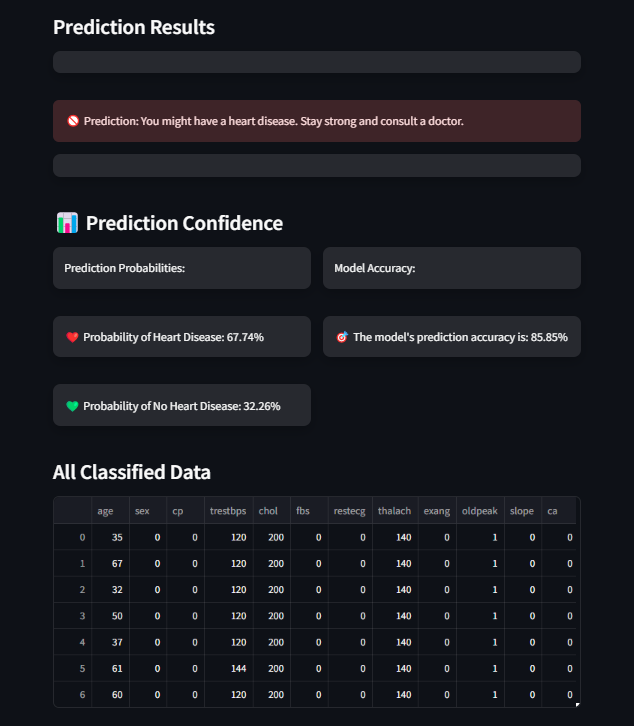 Prediction Results
Prediction: You might have a heart disease. Stay strong and consult a doctor.
Prediction Confidence
Prediction Probabilities:
Model Accuracy:
Probability of Heart Disease: 67.74%
The model's prediction accuracy is: 85.85%
Probability of No Heart Disease: 32.26%
All Classified Data
age sex cp trestbps chol fbs restecg thalach exang oldpeak slope ca
0 35 0 0 120 200 0 0 140 0 1 0 0
1 67 0 0 120 200 0 0 140 0 1 0 0
2 32 0 0 120 200 0 0 140 0 1 0 0
3 50 0 0 120 200 0 0 140 0 1 0 0
4 37 0 0 120 200 0 0 140 0 1 0 0
5 61 0 0 144 200 0 0 140 0 1 0 0
6 60 0 0 120 200 0 0 140 0 1 0 0